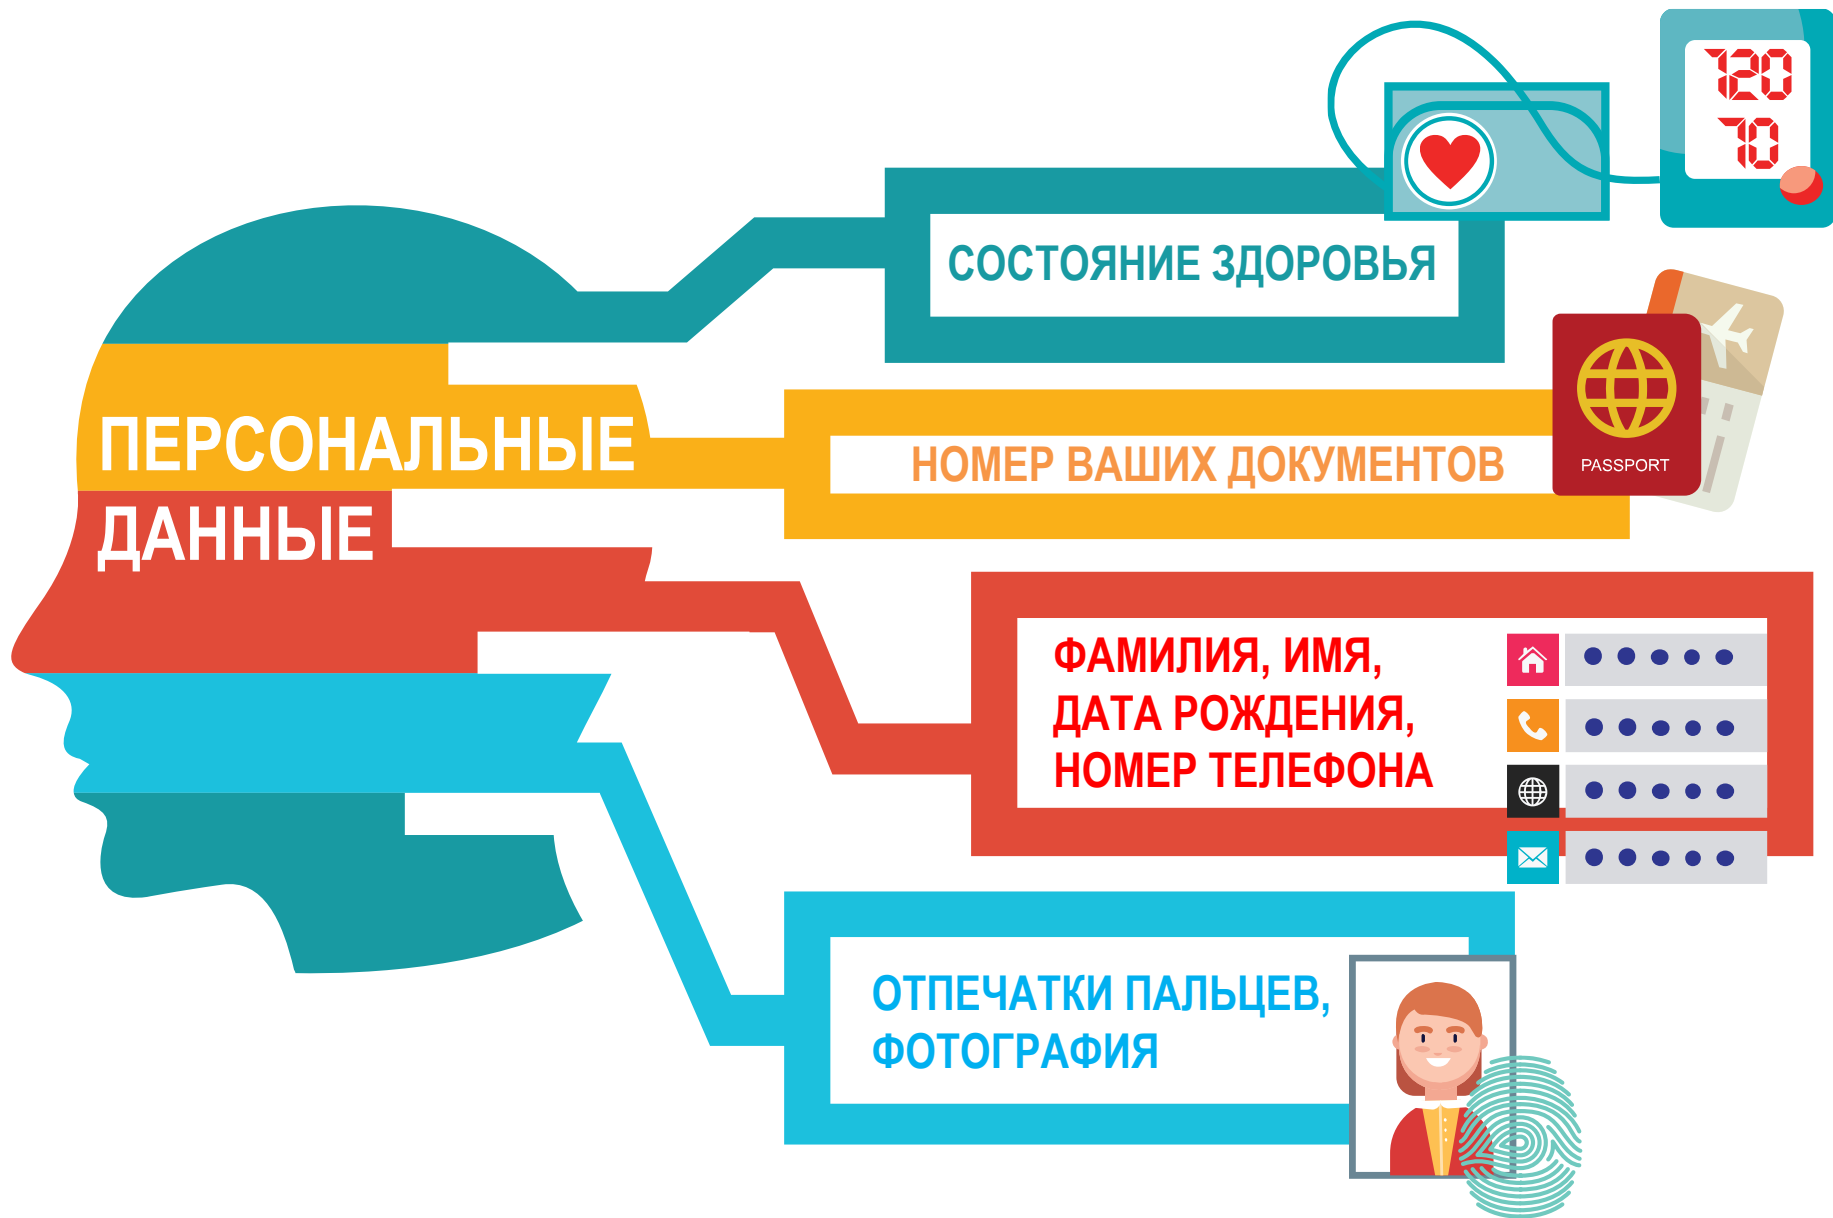 120
70
СОСТОЯНИЕ ЗДОРОВЬЯ
ПЕРСОНАЛЬНЫЕ
ДАННЫЕ
НОМЕР ВАШИХ ДОКУМЕНТОВ
PASSPORT
ФАМИЛИЯ, ИМЯ,
ДАТА РОЖДЕНИЯ,
НОМЕР ТЕЛЕФОНА
ОТПЕЧАТКИ ПАЛЬЦЕВ,
ФОТОГРАФИЯ